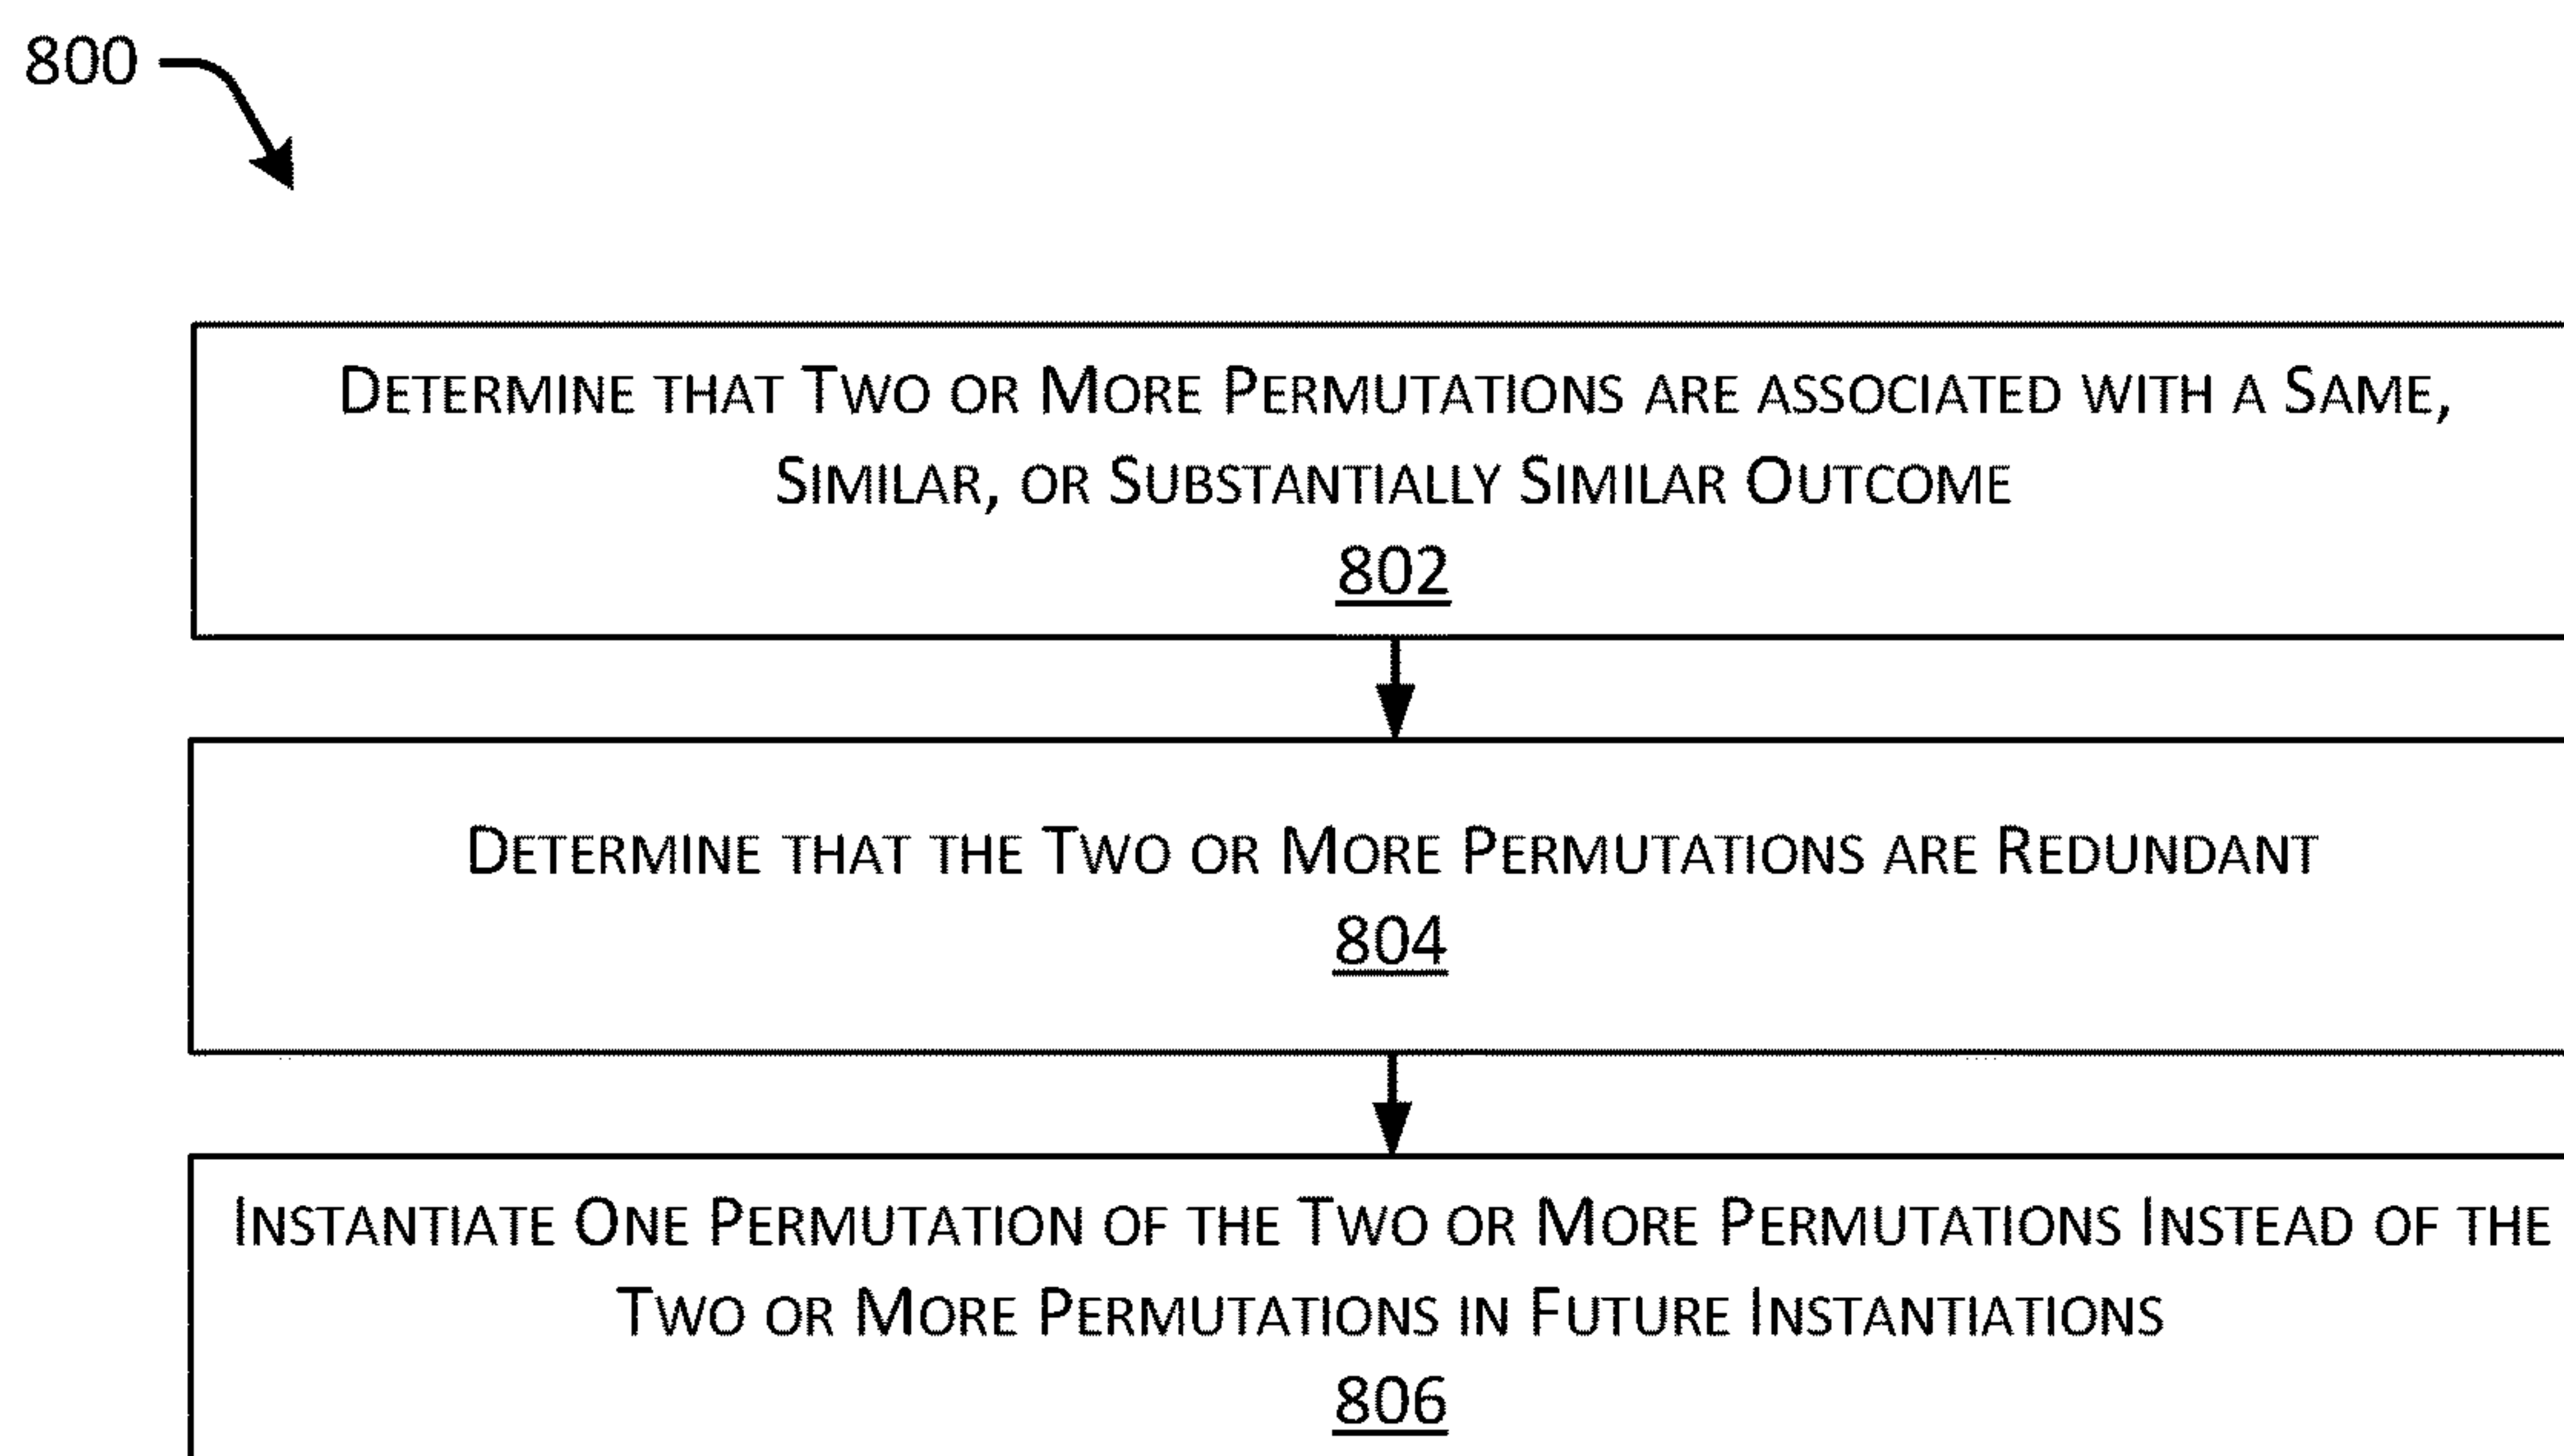 800
Determine that Two or More Permutations are associated with a Same,
Similar, or Substantially Similar Outcome
802
Determine that the Two or More Permutations are Redundant
804
Instantiate One Permutation of the Two or More Permutations Instead of the
Two or More Permutations in Future Instantiations
806